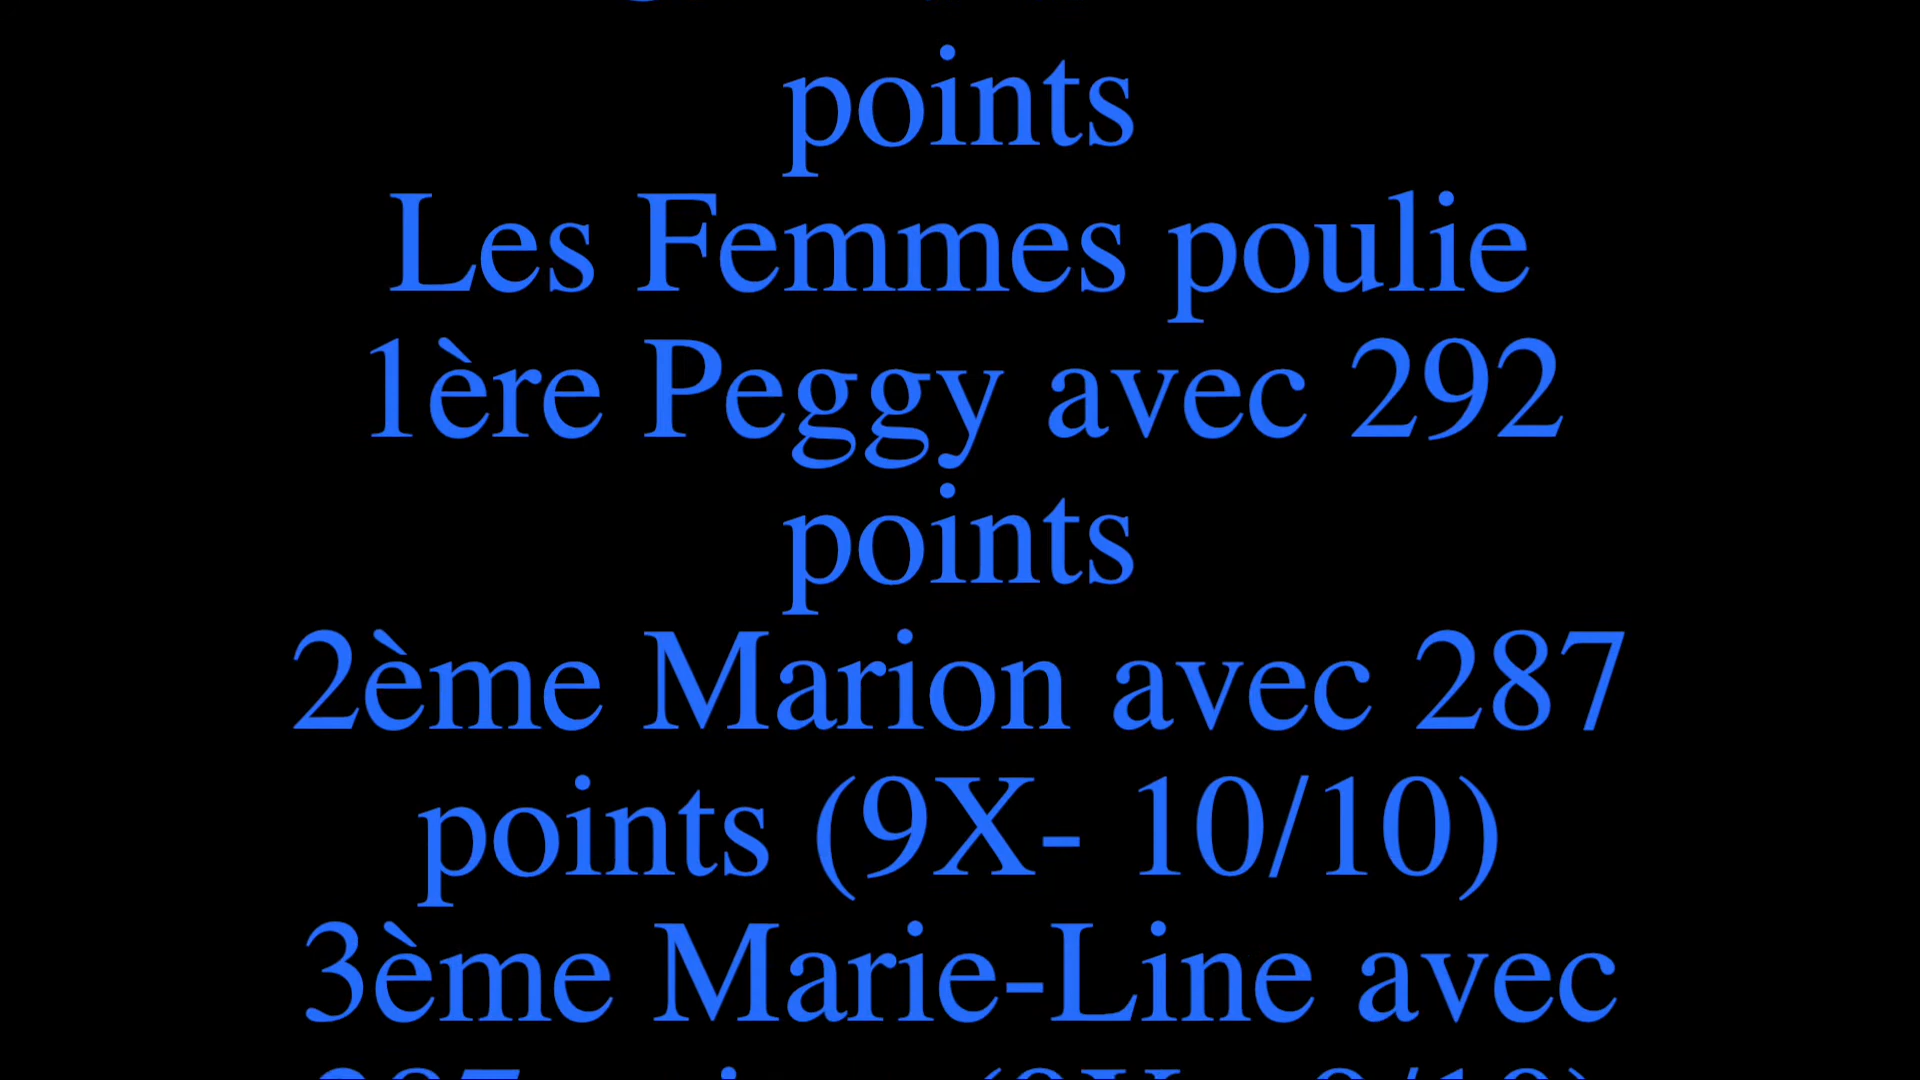 points
Les Femmes poulie
1ère Peggy avec 292
points
2ème Marion avec 287
points (9X- 10/10)
3ème Marie-Line avec